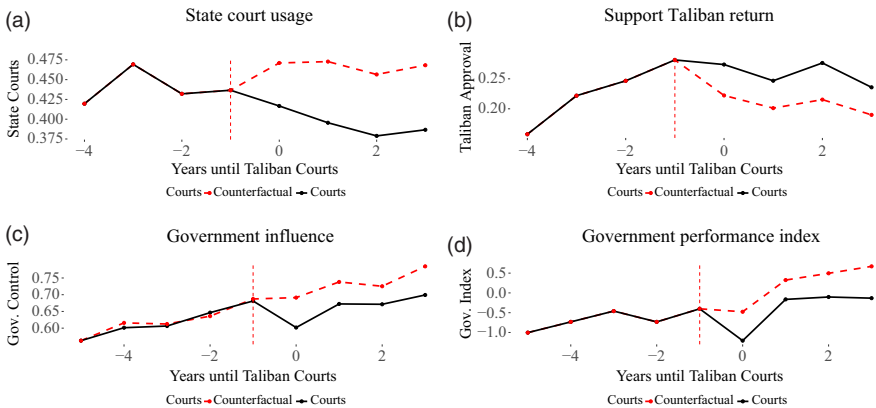 (a) State court usage
State Courts
0.475
0.450
0.425
0.400
0.375
−4 −2 0 2
Years until Taliban Courts
Courts Counterfactual Courts
(b) Support Taliban return
Taliban Approval
0.25
0.20
−4 −2 0 2
Years until Taliban Courts
Courts Counterfactual Courts
(c) Government influence
Gov. Control
0.75
0.70
0.65
0.60
−4 −2 0 2
Years until Taliban Courts
Courts Counterfactual Courts
(d) Government performance index
Gov. Index
0.5
0.0
−0.5
−1.0
−4 −2 0 2
Years until Taliban Courts
Courts Counterfactual Courts